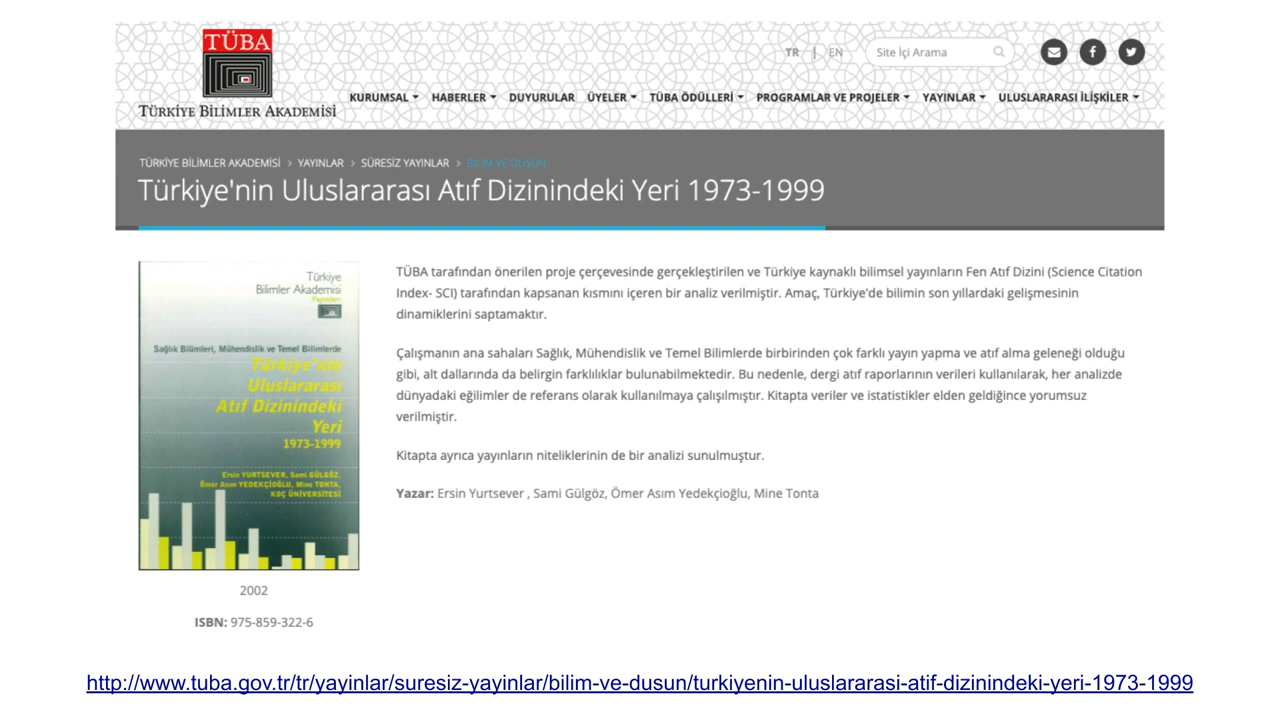 TÜBA
TÜRKİYE BİLİMLER AKADEMİSİ
TR | EN
Site İçi Arama
KURUMSAL HABERLER DUYURULAR ÜYELER TÜBA ÖDÜLLERİ PROGRAMLAR VE PROJELER YAYINLAR ULUSLARARASI İLİŞKİLER
TÜRKİYE BİLİMLER AKADEMİSİ > YAYINLAR > SÜRESİZ YAYINLAR > BİLİM VE DÜŞÜN
Türkiye'nin Uluslararası Atıf Dizinindeki Yeri 1973-1999
Türkiye
Bilimler Akademisi
Yayınları
Sağlık Bilimleri, Mühendislik ve Temel Bilimlerde
Türkiye'nin
Uluslararası
Atıf Dizinindeki
Yeri
1973-1999
Ersin YURTSEVER, Sami GÜLGÖZ,
Ömer Asım YEDEKÇİOĞLU, Mine TONTA,
KOÇ ÜNİVERSİTESİ
2002
ISBN: 975-859-322-6
TÜBA tarafından önerilen proje çerçevesinde gerçekleştirilen ve Türkiye kaynaklı bilimsel yayınların Fen Atıf Dizini (Science Citation
Index- SCI) tarafından kapsanan kısmını içeren bir analiz verilmiştir. Amaç, Türkiye'de bilimin son yıllardaki gelişmesinin
dinamiklerini saptamaktır.
Çalışmanın ana sahaları Sağlık, Mühendislik ve Temel Bilimlerde birbirinden çok farklı yayın yapma ve atıf alma geleneği olduğu
gibi, alt dallarında da belirgin farklılıklar bulunabilmektedir. Bu nedenle, dergi atıf raporlarının verileri kullanılarak, her analizde
dünyadaki eğilimler de referans olarak kullanılmaya çalışılmıştır. Kitapta veriler ve istatistikler elden geldiğince yorumsuz
verilmiştir.
Kitapta ayrıca yayınların niteliklerinin de bir analizi sunulmuştur.
Yazar: Ersin Yurtsever , Sami Gülgöz, Ömer Asım Yedekçioğlu, Mine Tonta
http://www.tuba.gov.tr/tr/yayinlar/suresiz-yayinlar/bilim-ve-dusun/turkiyenin-uluslararasi-atif-dizinindeki-yeri-1973-1999